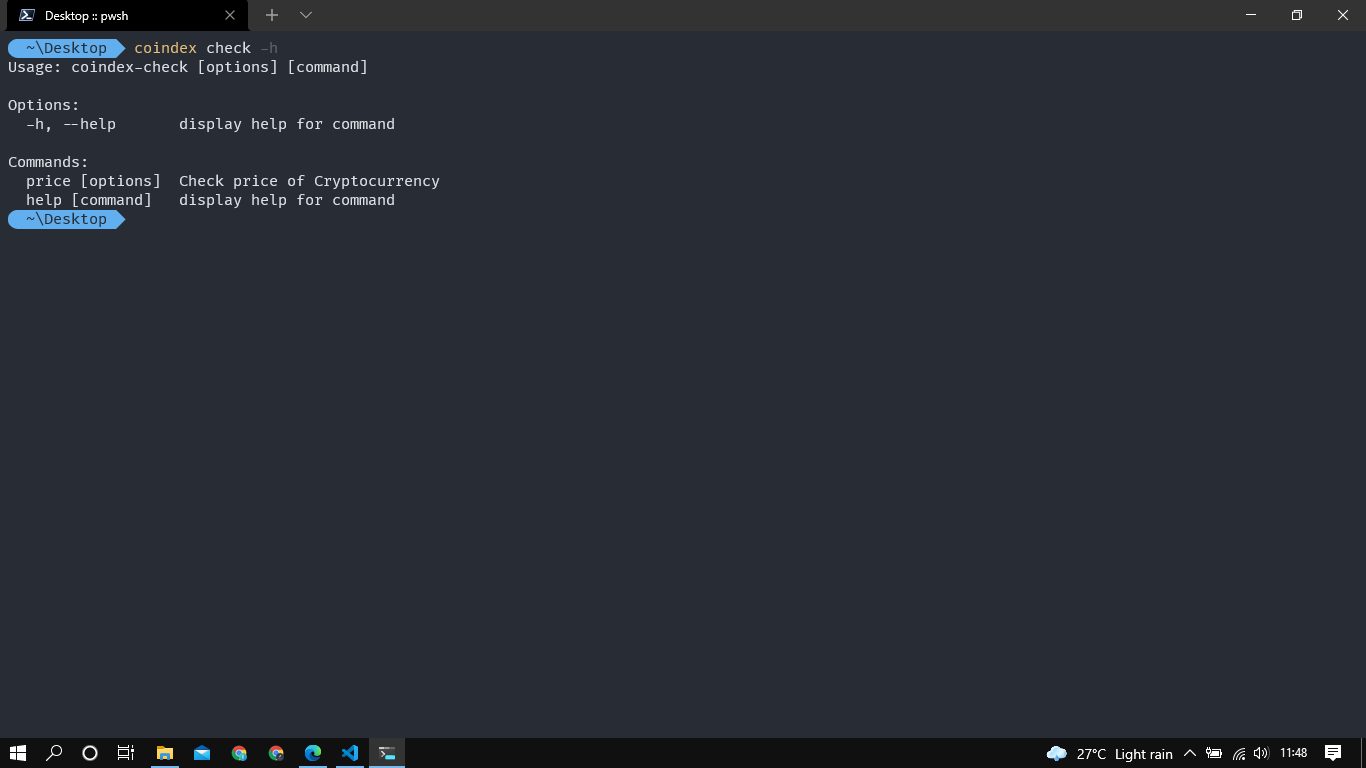 Desktop :: pwsh
~\Desktop coindex check -h
Usage: coindex-check [options] [command]
Options:
-h, --help display help for command
Commands:
price [options] Check price of Cryptocurrency
help [command] display help for command
~\Desktop
27°C Light rain 11:48